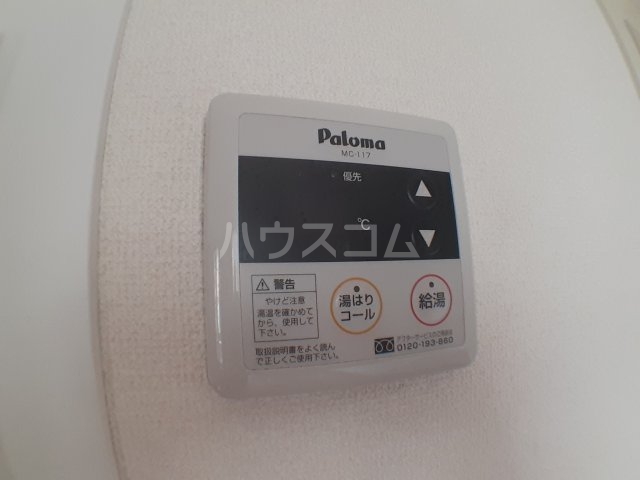 Paloma
MC-117
優先
▲
℃
▼
ハウスコム
⚠ 警告
やけど注意
湯温を確かめて
から、使用して
下さい。
取扱説明書をよく読ん
で正しくご使用下さい。
湯はり
コール
給湯
0120-193-860